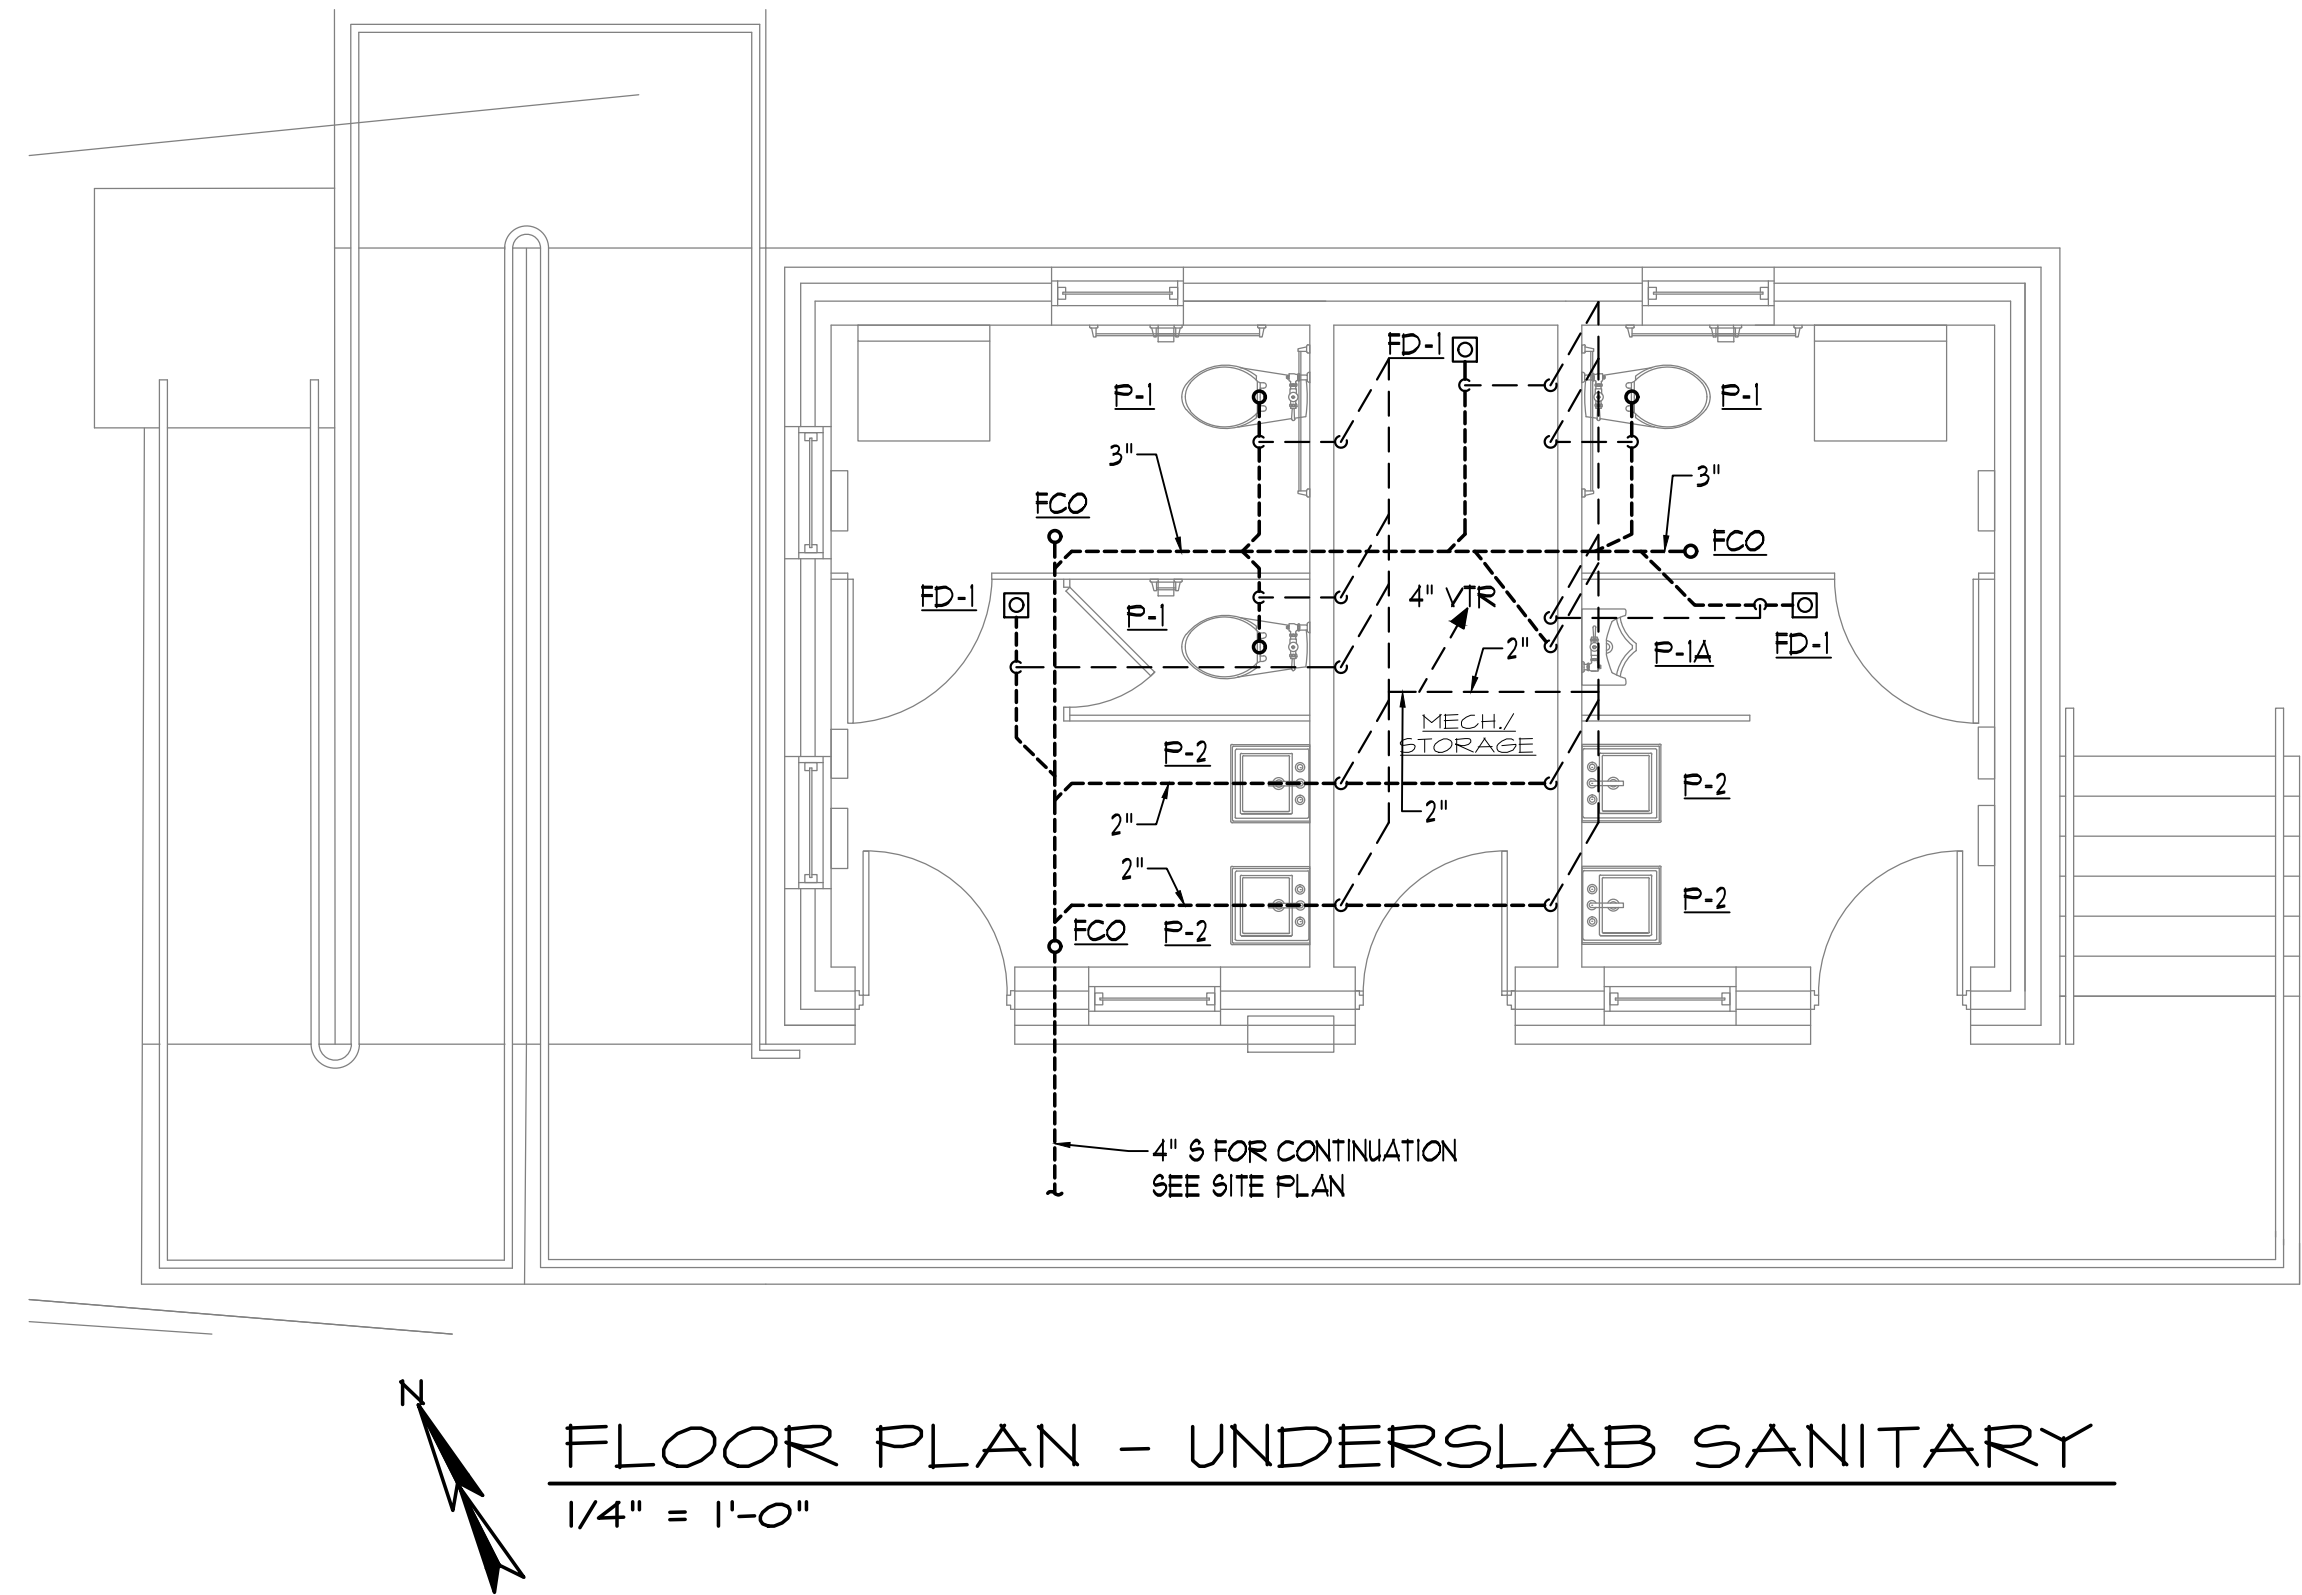 FD-1
P-1
P-1
3"
3"
FCO
FCO
FD-1
4" VTR
P-1
2"
P-1A
FD-1
MECH./
STORAGE
P-2
P-2
2"
2"
2"
P-2
FCO
P-2
4" S FOR CONTINUATION
SEE SITE PLAN
N
FLOOR PLAN - UNDERSLAB SANITARY
1/4" = 1'-0"